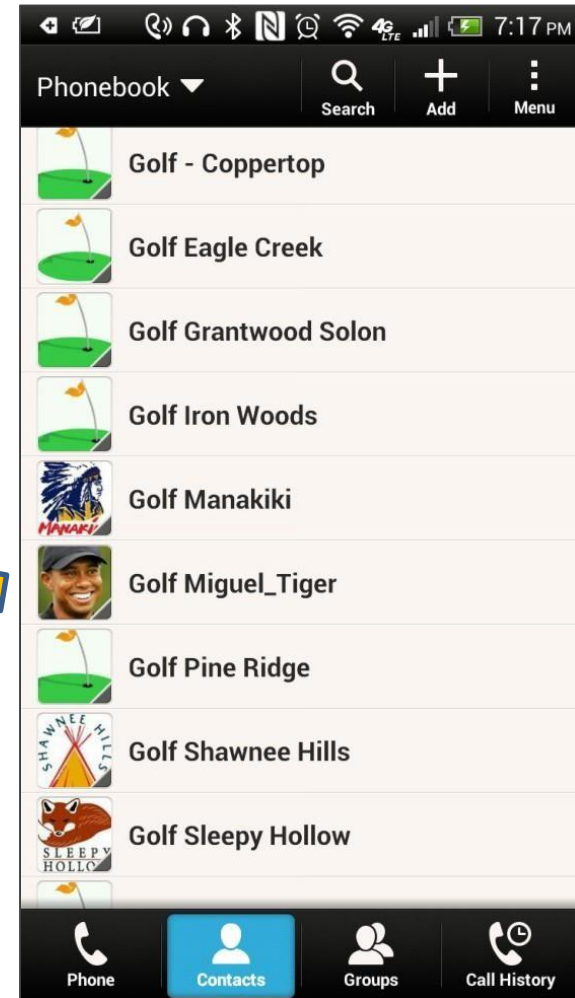 4G LTE 7:17 PM
Phonebook
Search Add Menu
Golf - Coppertop
Golf Eagle Creek
Golf Grantwood Solon
Golf Iron Woods
Golf Manakiki
Golf Miguel_Tiger
Golf Pine Ridge
SHAWNEE HILLS
Golf Shawnee Hills
Golf Sleepy Hollow
SLEEPY
Phone Contacts Groups Call History